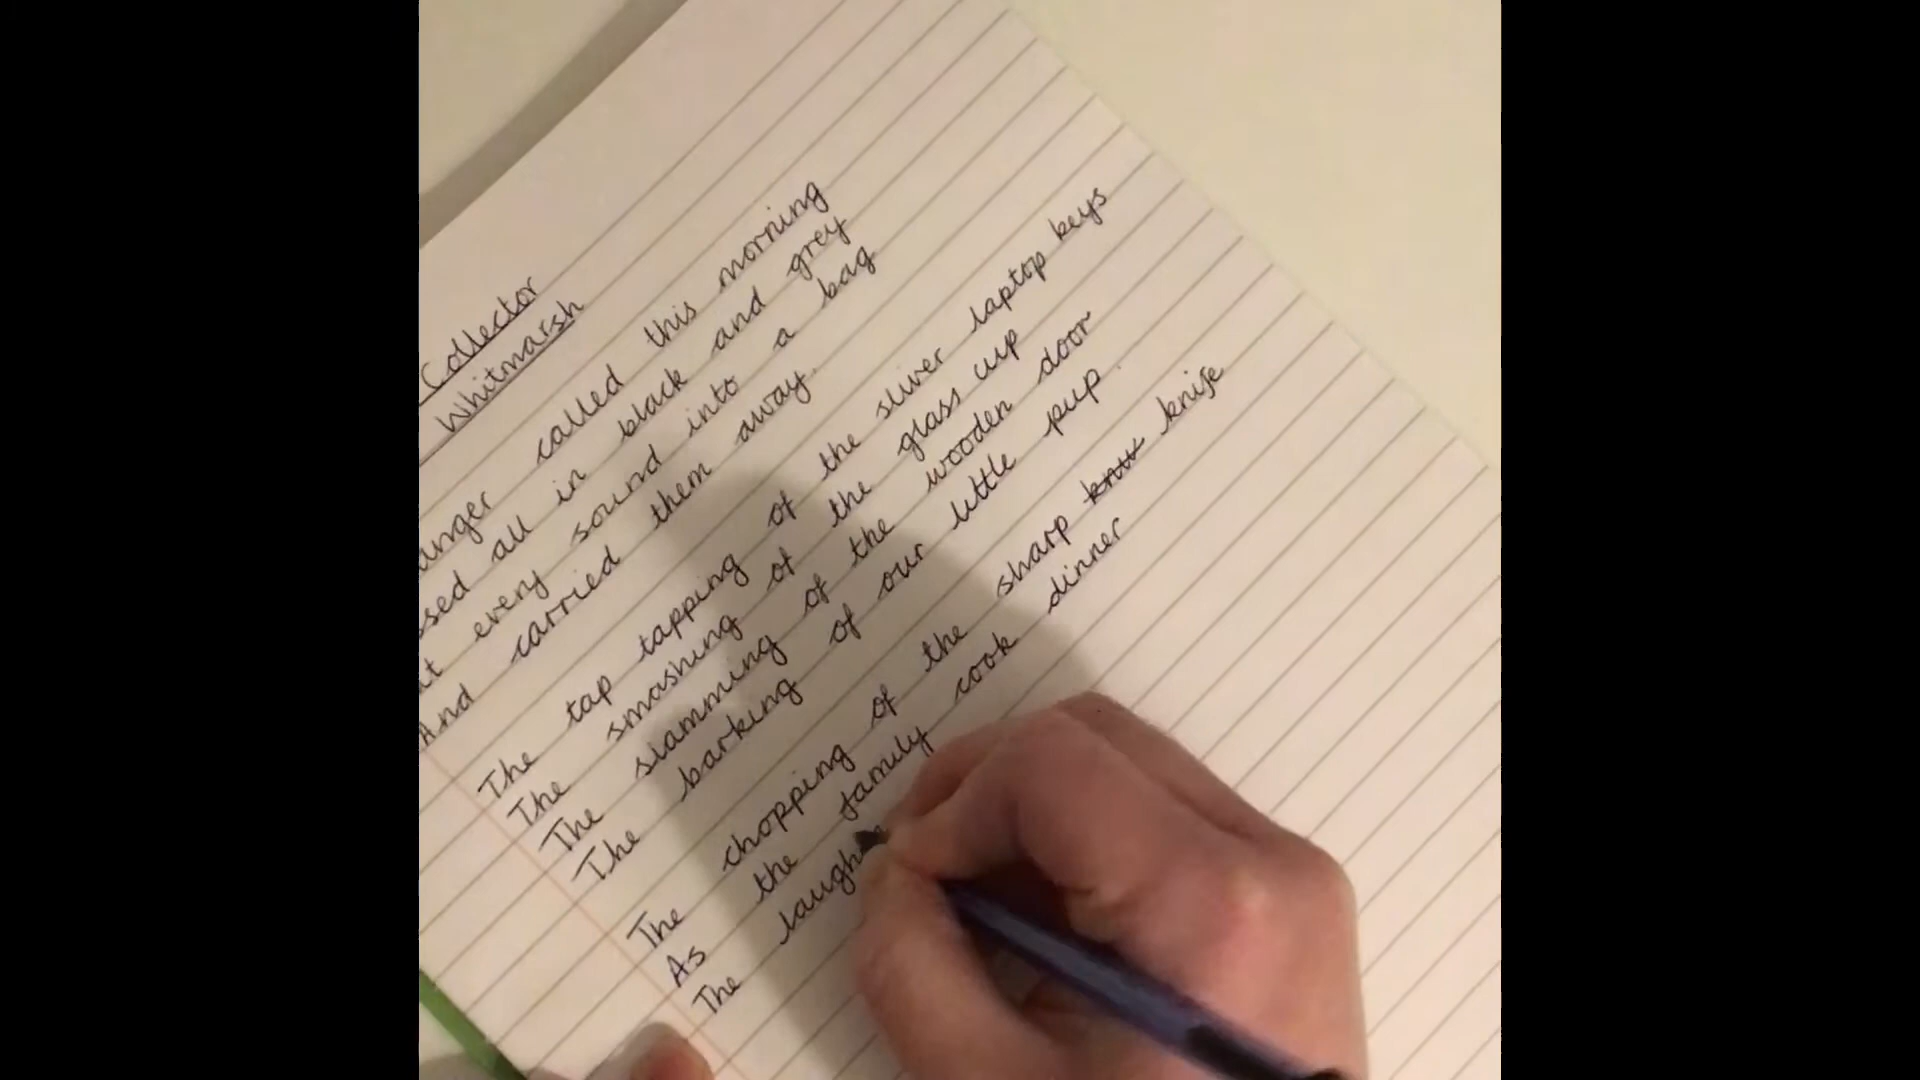 Collector
Whitmarsh
anger called this morning
ssed all in black and grey
ut every sound into a bag
And carried them away.
The tap tapping of the sliver laptop keys
The smashing of the glass cup
The slamming of the wooden door
The barking of our little pup.
The chopping of the sharp knife
As the family cook dinner
The laugh